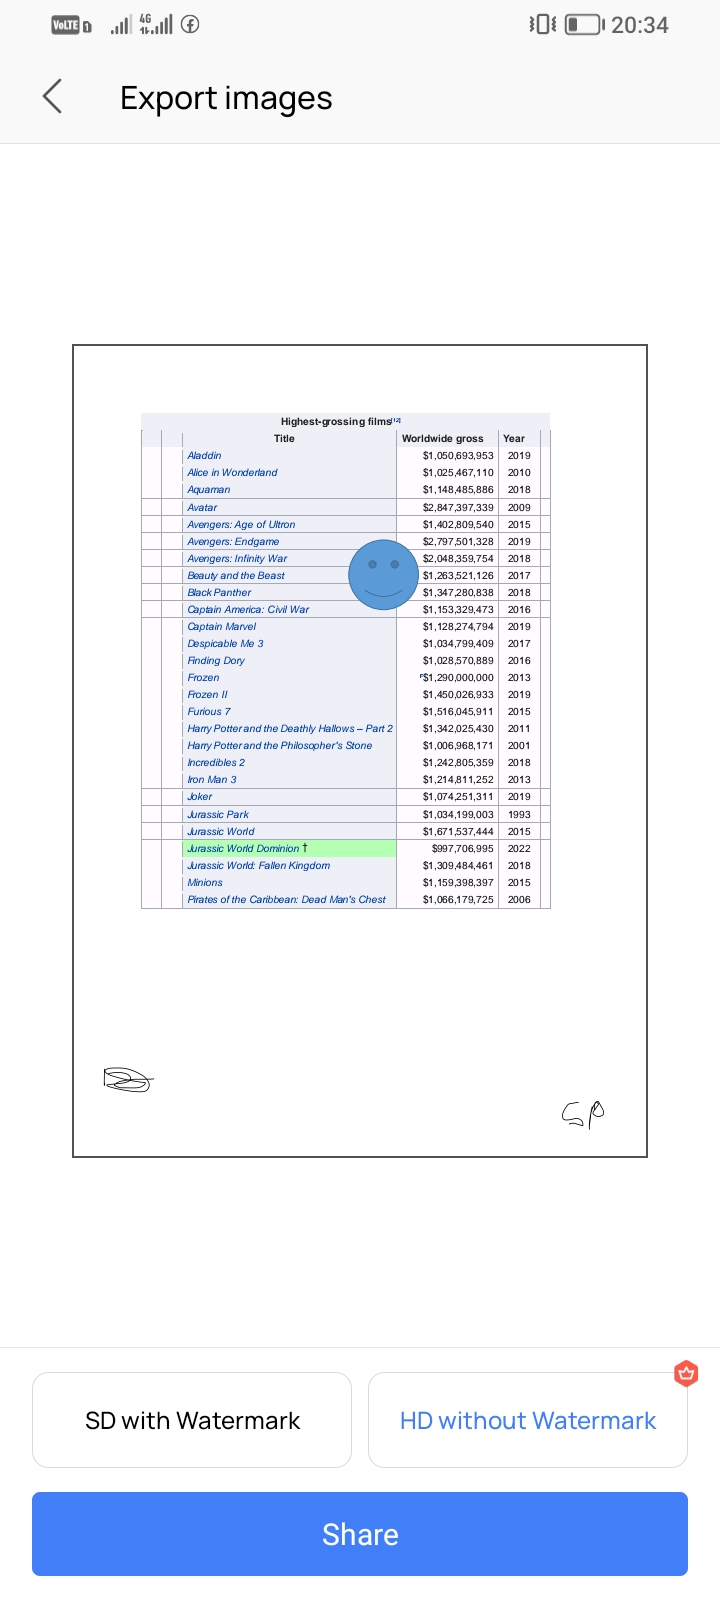 VoLTE 1 4G 20:34
Export images
Highest-grossing films[12]
Title Worldwide gross Year
Aladdin $1,050,693,953 2019
Alice in Wonderland $1,025,467,110 2010
Aquaman $1,148,485,886 2018
Avatar $2,847,397,339 2009
Avengers: Age of Ultron $1,402,809,540 2015
Avengers: Endgame $2,797,501,328 2019
Avengers: Infinity War $2,048,359,754 2018
Beauty and the Beast $1,263,521,126 2017
Black Panther $1,347,280,838 2018
Captain America: Civil War $1,153,329,473 2016
Captain Marvel $1,128,274,794 2019
Despicable Me 3 $1,034,799,409 2017
Finding Dory $1,028,570,889 2016
Frozen F$1,290,000,000 2013
Frozen II $1,450,026,933 2019
Furious 7 $1,516,045,911 2015
Harry Potter and the Deathly Hallows – Part 2 $1,342,025,430 2011
Harry Potter and the Philosopher's Stone $1,006,968,171 2001
Incredibles 2 $1,242,805,359 2018
Iron Man 3 $1,214,811,252 2013
Joker $1,074,251,311 2019
Jurassic Park $1,034,199,003 1993
Jurassic World $1,671,537,444 2015
Jurassic World Dominion † $997,706,995 2022
Jurassic World: Fallen Kingdom $1,309,484,461 2018
Minions $1,159,398,397 2015
Pirates of the Caribbean: Dead Man's Chest $1,066,179,725 2006
SD with Watermark HD without Watermark
Share